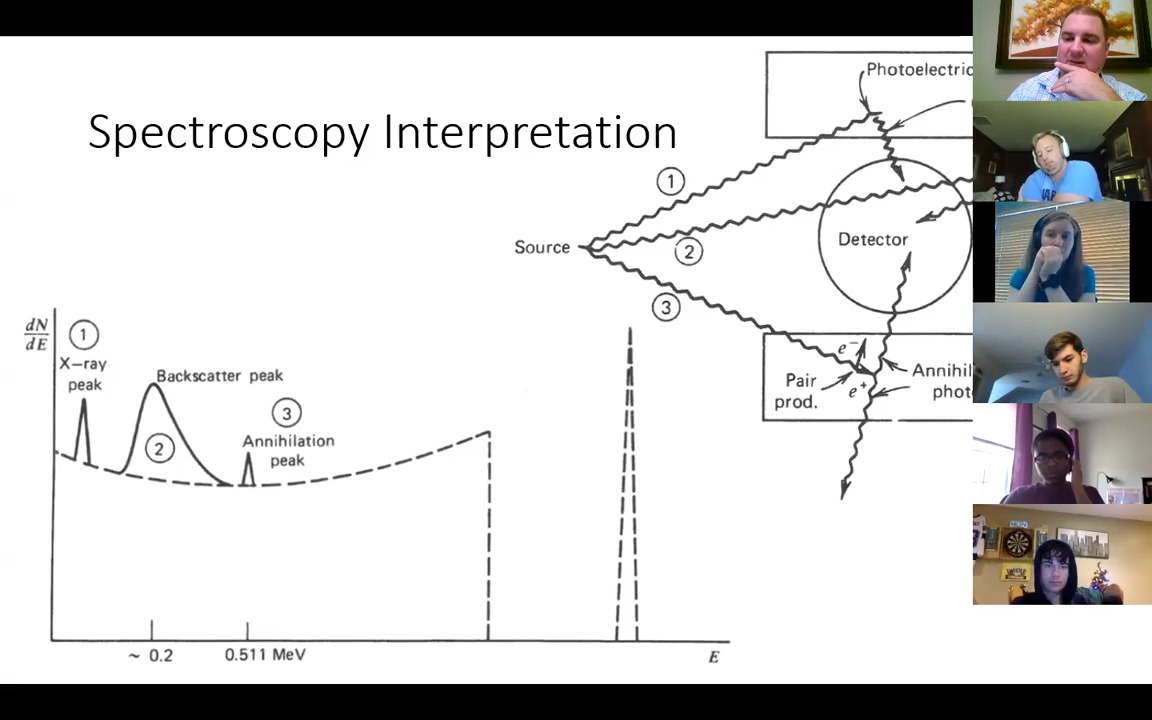 Spectroscopy Interpretation
Photoelectric
1
2
3
Source
Detector
e⁻
Pair
prod.
e⁺
Annihil
phot
dN
dE
1
X-ray
peak
Backscatter peak
2
3
Annihilation
peak
~ 0.2
0.511 MeV
E